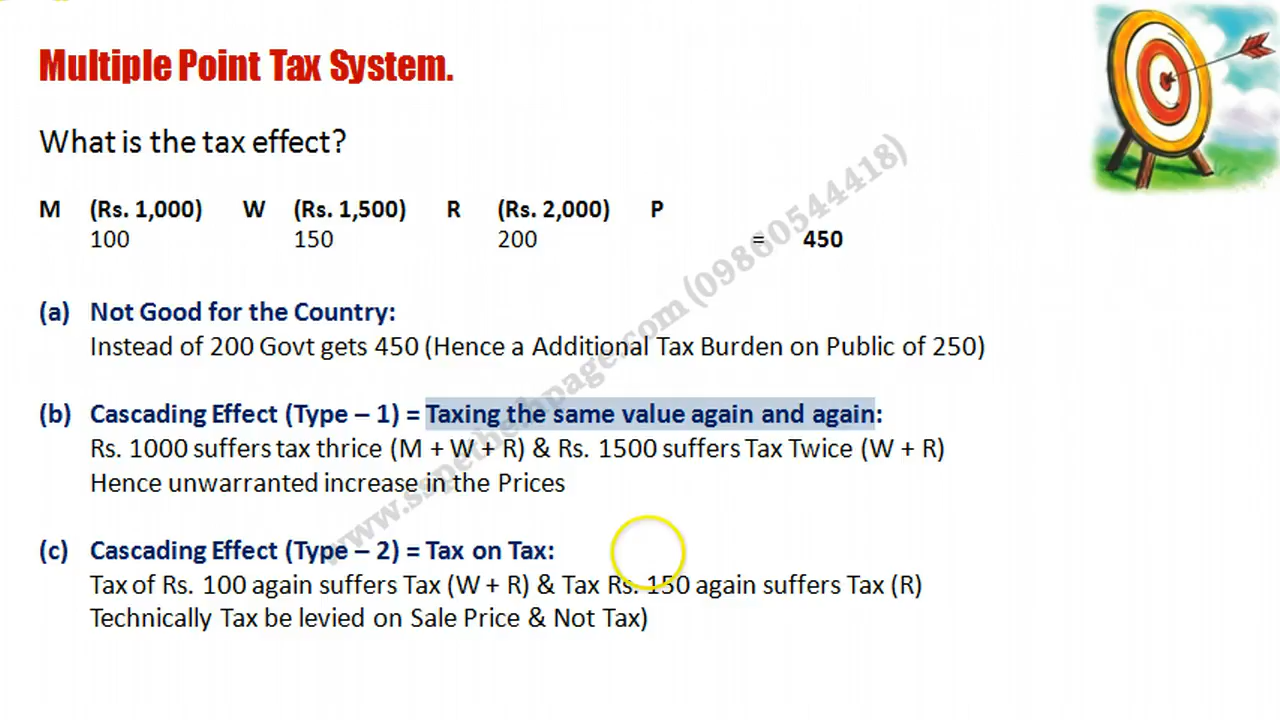 Multiple Point Tax System.
What is the tax effect?
M (Rs. 1,000) W (Rs. 1,500) R (Rs. 2,000) P
100 150 200 = 450
(a) Not Good for the Country:
Instead of 200 Govt gets 450 (Hence a Additional Tax Burden on Public of 250)
(b) Cascading Effect (Type – 1) = Taxing the same value again and again:
Rs. 1000 suffers tax thrice (M + W + R) & Rs. 1500 suffers Tax Twice (W + R)
Hence unwarranted increase in the Prices
(c) Cascading Effect (Type – 2) = Tax on Tax:
Tax of Rs. 100 again suffers Tax (W + R) & Tax Rs. 150 again suffers Tax (R)
Technically Tax be levied on Sale Price & Not Tax)